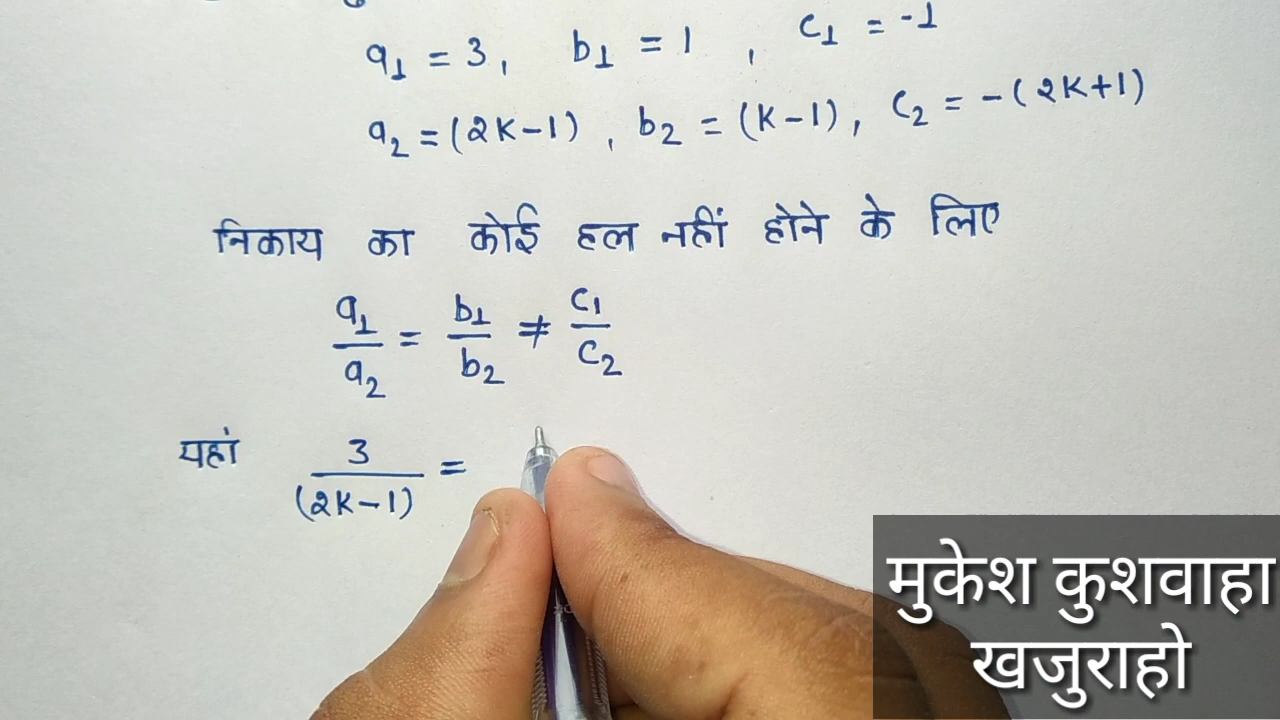 a₁ = 3, b₁ = 1 , c₁ = -1
a₂ = (2K-1) , b₂ = (K-1), c₂ = -(2K+1)
निकाय का कोई हल नहीं होने के लिए
a₁/a₂ = b₁/b₂ ≠ c₁/c₂
यहां 3/(2K-1) =
मुकेश कुशवाहा
खजुराहो